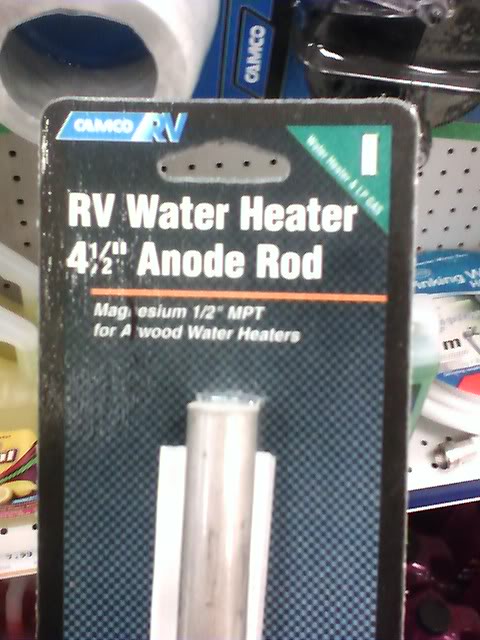 CAMCO
CAMCO RV
Water Heater & LP Gas
RV Water Heater
4½" Anode Rod
Magnesium 1/2" MPT
for Atwood Water Heaters